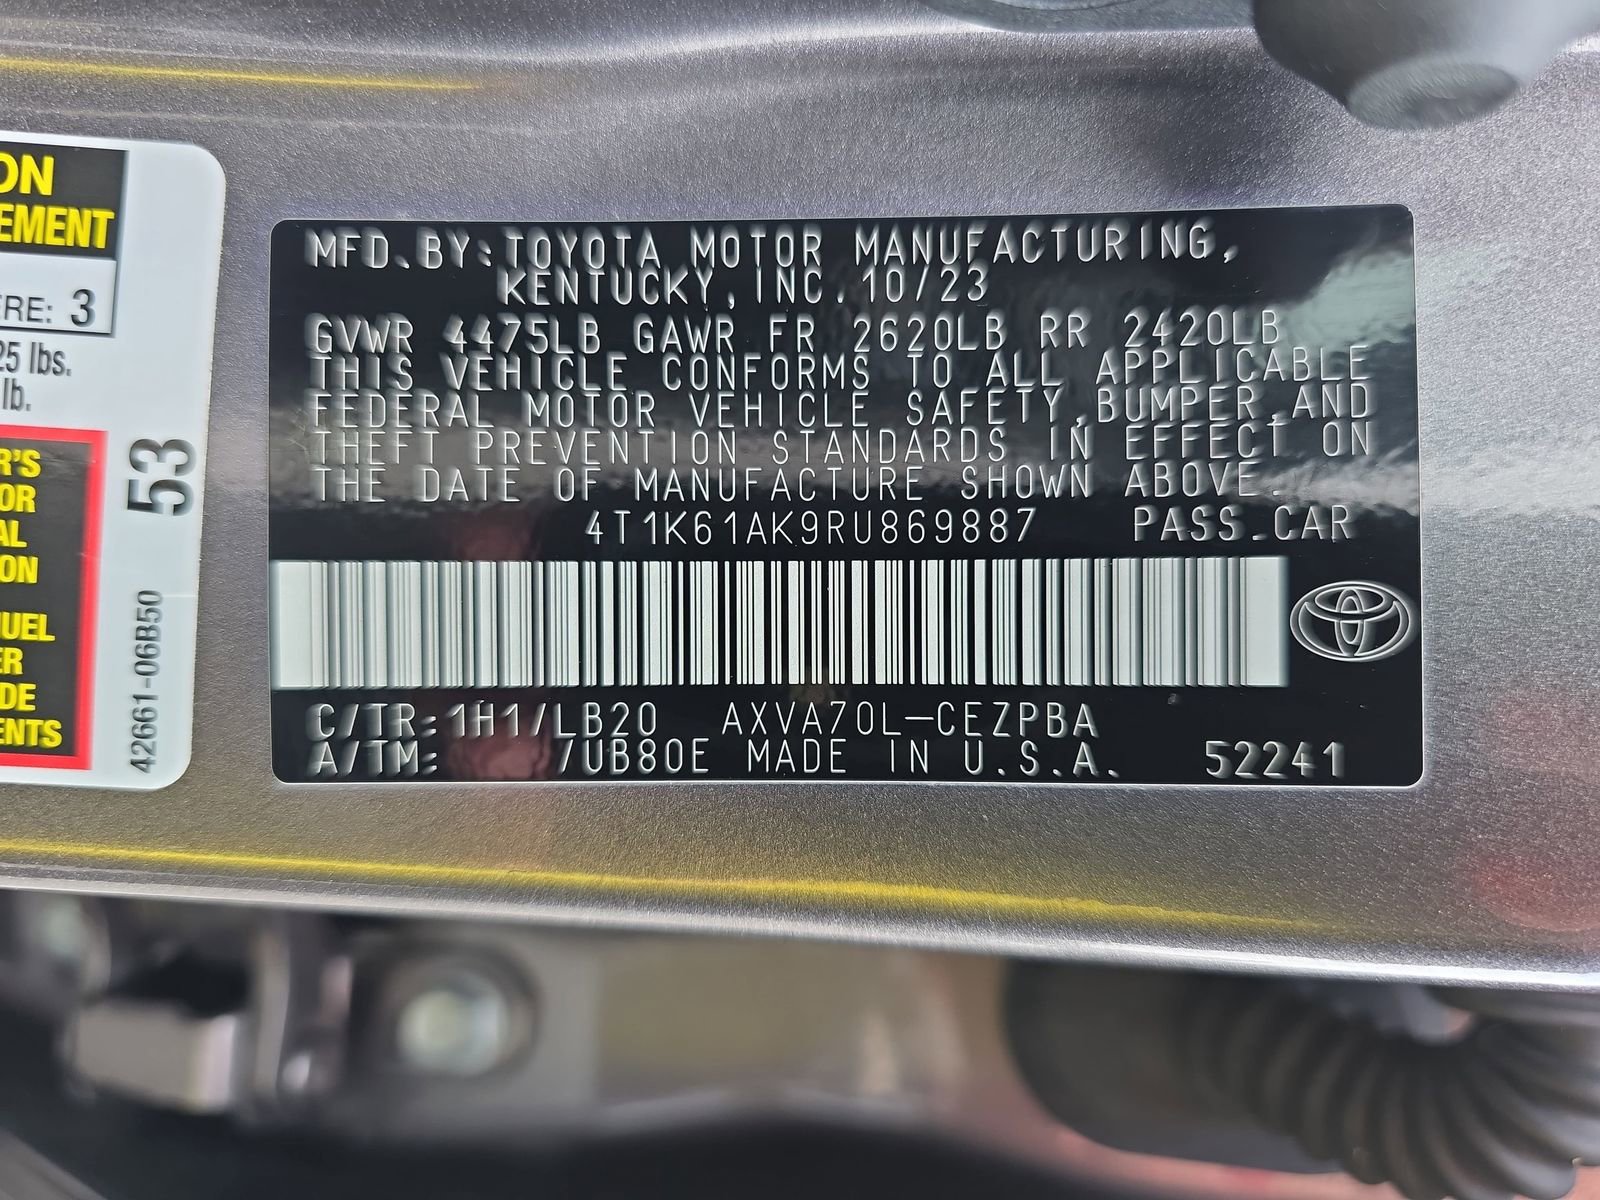 ON
EMENT
ERE: 3
25 lbs.
lb.
R'S
OR
AL
ON
UEL
ER
DE
ENTS
53
42661-06B50
MFD.BY:TOYOTA MOTOR MANUFACTURING,
KENTUCKY,INC.10/23
GVWR 4475LB GAWR FR 2620LB RR 2420LB
THIS VEHICLE CONFORMS TO ALL APPLICABLE
FEDERAL MOTOR VEHICLE SAFETY,BUMPER,AND
THEFT PREVENTION STANDARDS IN EFFECT ON
THE DATE OF MANUFACTURE SHOWN ABOVE.
4T1K61AK9RU869887 PASS.CAR
C/TR:1H1/LB20 AXVA70L-CEZPBA
A/TM: /UB80E MADE IN U.S.A. 52241